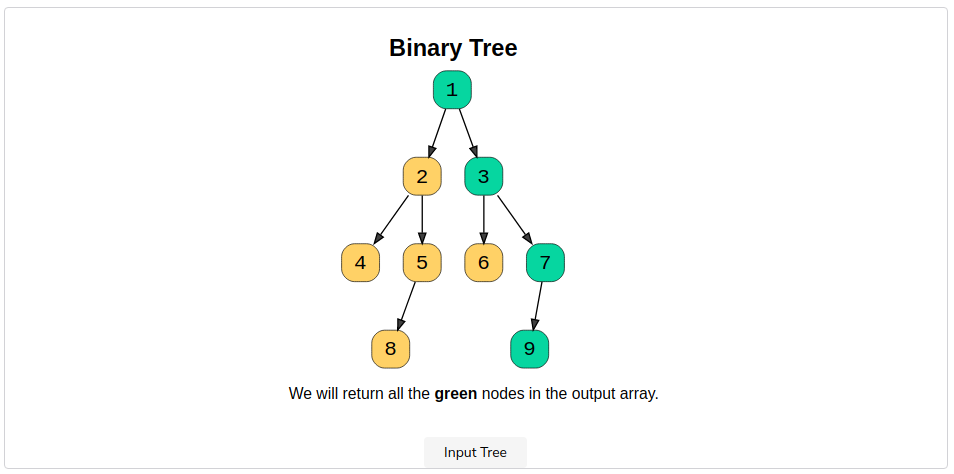 Binary Tree
1
2 3
4 5 6 7
8 9
We will return all the green nodes in the output array.
Input Tree